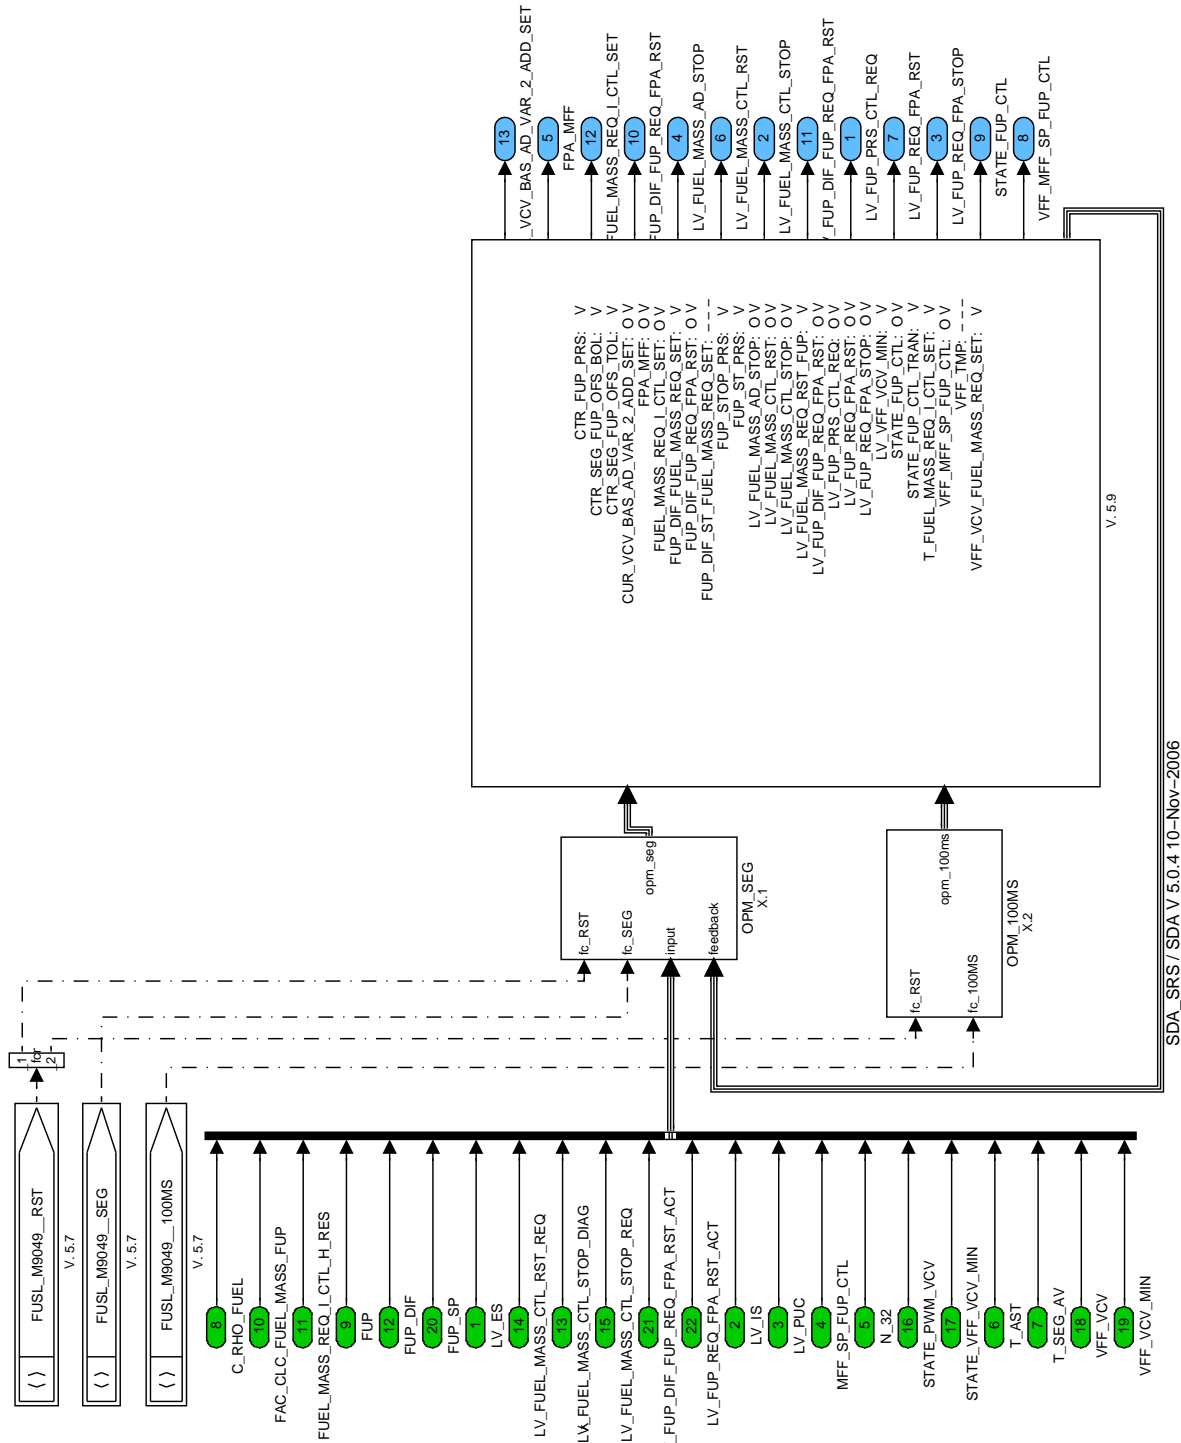 FUSL_M9049__RST
V. 5.7
FUSL_M9049__SEG
V. 5.7
FUSL_M9049__100MS
V. 5.7
_1
fcr
_2
8
C_RHO_FUEL
10
FAC_CLC_FUEL_MASS_FUP
11
FUEL_MASS_REQ_I_CTL_H_RES
9
FUP
12
FUP_DIF
20
FUP_SP
1
LV_ES
14
LV_FUEL_MASS_CTL_RST_REQ
13
LV_FUEL_MASS_CTL_STOP_DIAG
15
LV_FUEL_MASS_CTL_STOP_REQ
21
_FUP_DIF_FUP_REQ_FPA_RST_ACT
22
LV_FUP_REQ_FPA_RST_ACT
2
LV_IS
3
LV_PUC
4
MFF_SP_FUP_CTL
5
N_32
16
STATE_PWM_VCV
17
STATE_VFF_VCV_MIN
6
T_AST
7
T_SEG_AV
18
VFF_VCV
19
VFF_VCV_MIN
fc_RST
fc_SEG
input
feedback
opm_seg
OPM_SEG
X.1
fc_RST
fc_100MS
opm_100ms
OPM_100MS
X.2
CTR_FUP_PRS: V
CTR_SEG_FUP_OFS_BOL: V
CTR_SEG_FUP_OFS_TOL: V
CUR_VCV_BAS_AD_VAR_2_ADD_SET: O V
FPA_MFF: O V
FUEL_MASS_REQ_I_CTL_SET: O V
FUP_DIF_FUEL_MASS_REQ_SET: V
FUP_DIF_FUP_REQ_FPA_RST: O V
FUP_DIF_ST_FUEL_MASS_REQ_SET: – – –
FUP_STOP_PRS: V
FUP_ST_PRS: V
LV_FUEL_MASS_AD_STOP: O V
LV_FUEL_MASS_CTL_RST: O V
LV_FUEL_MASS_CTL_STOP: O V
LV_FUEL_MASS_REQ_RST_FUP: V
LV_FUP_DIF_FUP_REQ_FPA_RST: O V
LV_FUP_PRS_CTL_REQ: O V
LV_FUP_REQ_FPA_RST: O V
LV_FUP_REQ_FPA_STOP: O V
LV_VFF_VCV_MIN: V
STATE_FUP_CTL: O V
STATE_FUP_CTL_TRAN: V
T_FUEL_MASS_REQ_I_CTL_SET: V
VFF_MFF_SP_FUP_CTL: O V
VFF_TMP: – – –
VFF_VCV_FUEL_MASS_REQ_SET: V
V. 5.9
13
_VCV_BAS_AD_VAR_2_ADD_SET
5
FPA_MFF
12
FUEL_MASS_REQ_I_CTL_SET
10
FUP_DIF_FUP_REQ_FPA_RST
4
LV_FUEL_MASS_AD_STOP
6
LV_FUEL_MASS_CTL_RST
2
LV_FUEL_MASS_CTL_STOP
11
_FUP_DIF_FUP_REQ_FPA_RST
1
LV_FUP_PRS_CTL_REQ
7
LV_FUP_REQ_FPA_RST
3
LV_FUP_REQ_FPA_STOP
9
STATE_FUP_CTL
8
VFF_MFF_SP_FUP_CTL
SDA_SRS / SDA V 5.0.4 10–Nov–2006